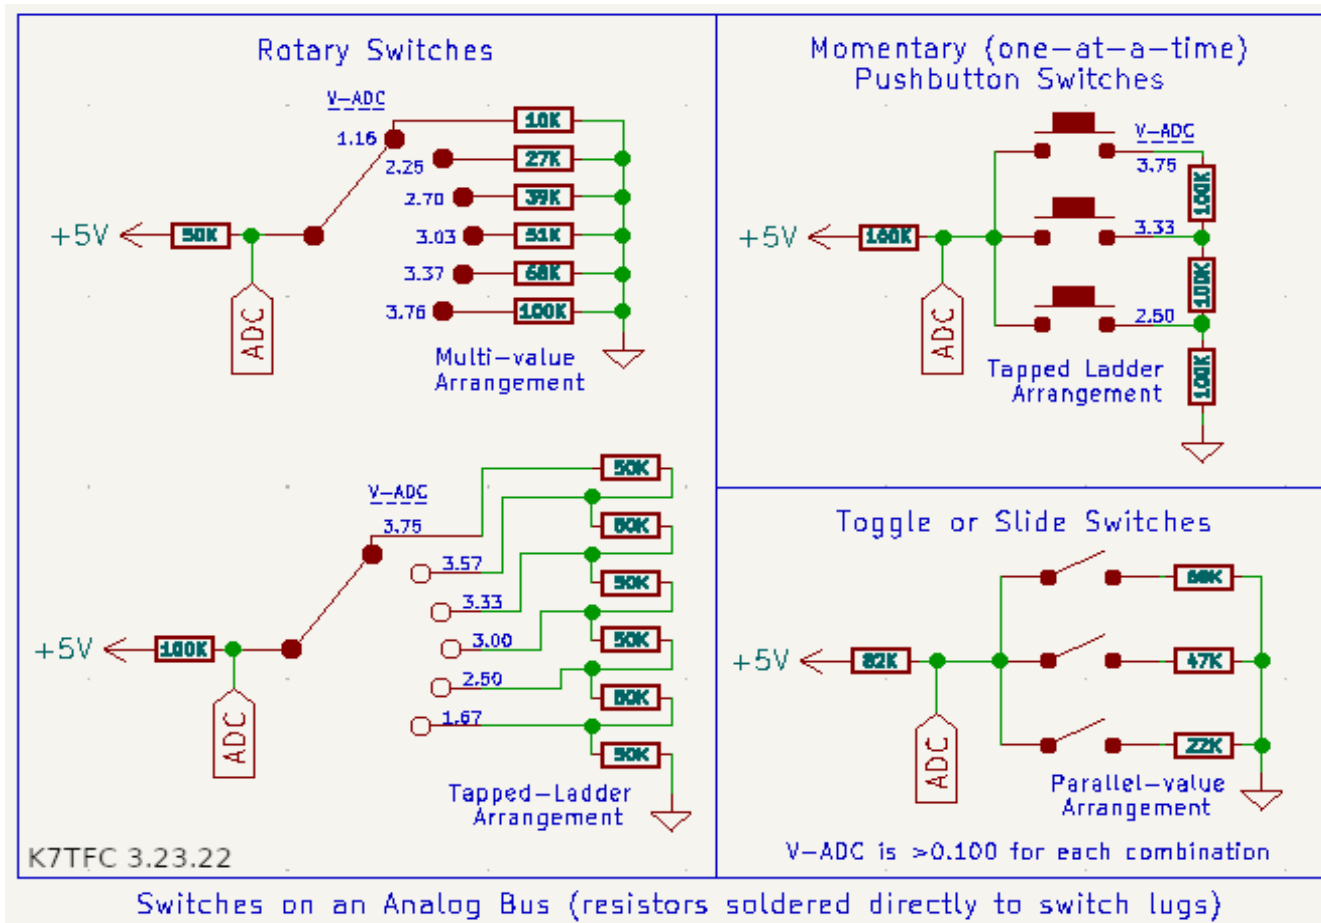 Rotary Switches
V-ADC
1.16
2.25
2.70
3.03
3.37
3.76
10K
27K
39K
51K
68K
100K
+5V
50K
ADC
Multi-value
Arrangement
V-ADC
3.75
3.57
3.33
3.00
2.50
1.67
50K
50K
50K
50K
50K
50K
+5V
100K
ADC
Tapped-Ladder
Arrangement
K7TFC 3.23.22
Momentary (one-at-a-time)
Pushbutton Switches
V-ADC
3.75
3.33
2.50
100K
100K
100K
+5V
100K
ADC
Tapped Ladder
Arrangement
Toggle or Slide Switches
+5V
82K
ADC
47K
22K
Parallel-value
Arrangement
V-ADC is >0.100 for each combination
Switches on an Analog Bus (resistors soldered directly to switch lugs)